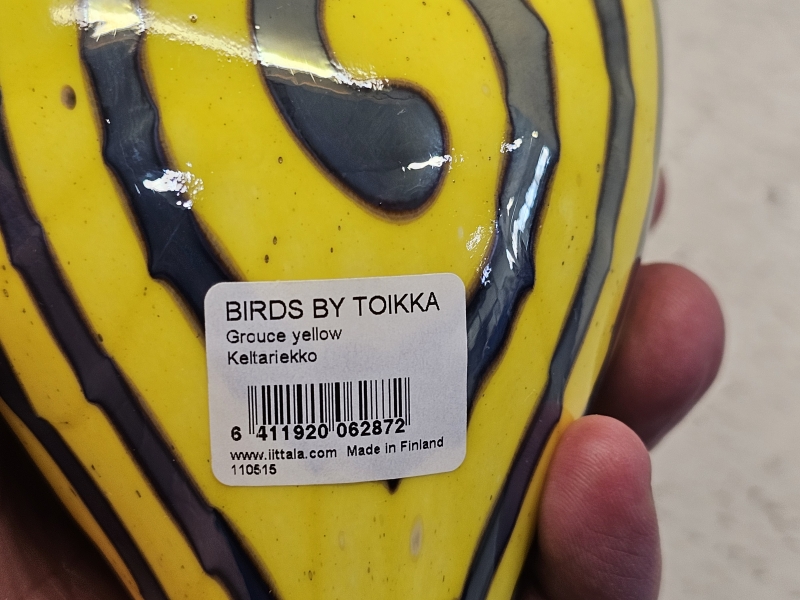 BIRDS BY TOIKKA
Grouce yellow
Keltariekko
6 411920 062872
www.iittala.com Made in Finland
110515